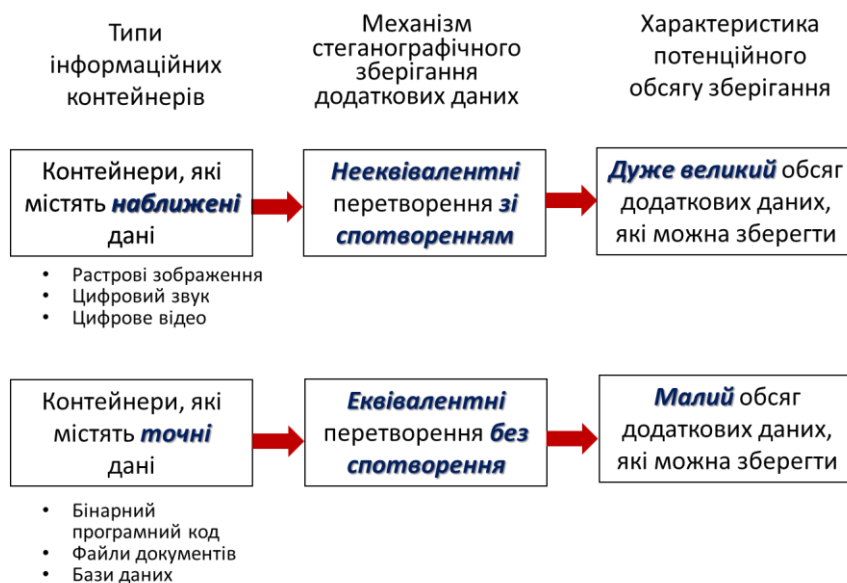 Типи
інформаційних
контейнерів
Механізм
стеганографічного
зберігання
додаткових даних
Характеристика
потенційного
обсягу зберігання
Контейнери, які
містять наближені
дані
Нееквівалентні
перетворення зі
спотворенням
Дуже великий обсяг
додаткових даних,
які можна зберегти
• Растрові зображення
• Цифровий звук
• Цифрове відео
Контейнери, які
містять точні
дані
Еквівалентні
перетворення без
спотворення
Малий обсяг
додаткових даних,
які можна зберегти
• Бінарний
програмний код
• Файли документів
• Бази даних